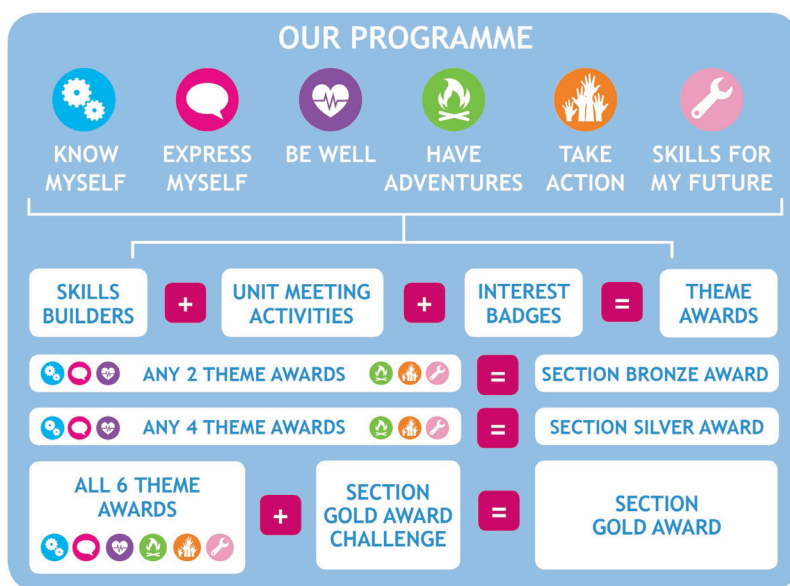 OUR PROGRAMME
KNOW MYSELF
EXPRESS MYSELF
BE WELL
HAVE ADVENTURES
TAKE ACTION
SKILLS FOR MY FUTURE
SKILLS BUILDERS
+
UNIT MEETING ACTIVITIES
+
INTEREST BADGES
=
THEME AWARDS
ANY 2 THEME AWARDS
=
SECTION BRONZE AWARD
ANY 4 THEME AWARDS
=
SECTION SILVER AWARD
ALL 6 THEME AWARDS
+
SECTION GOLD AWARD CHALLENGE
=
SECTION GOLD AWARD